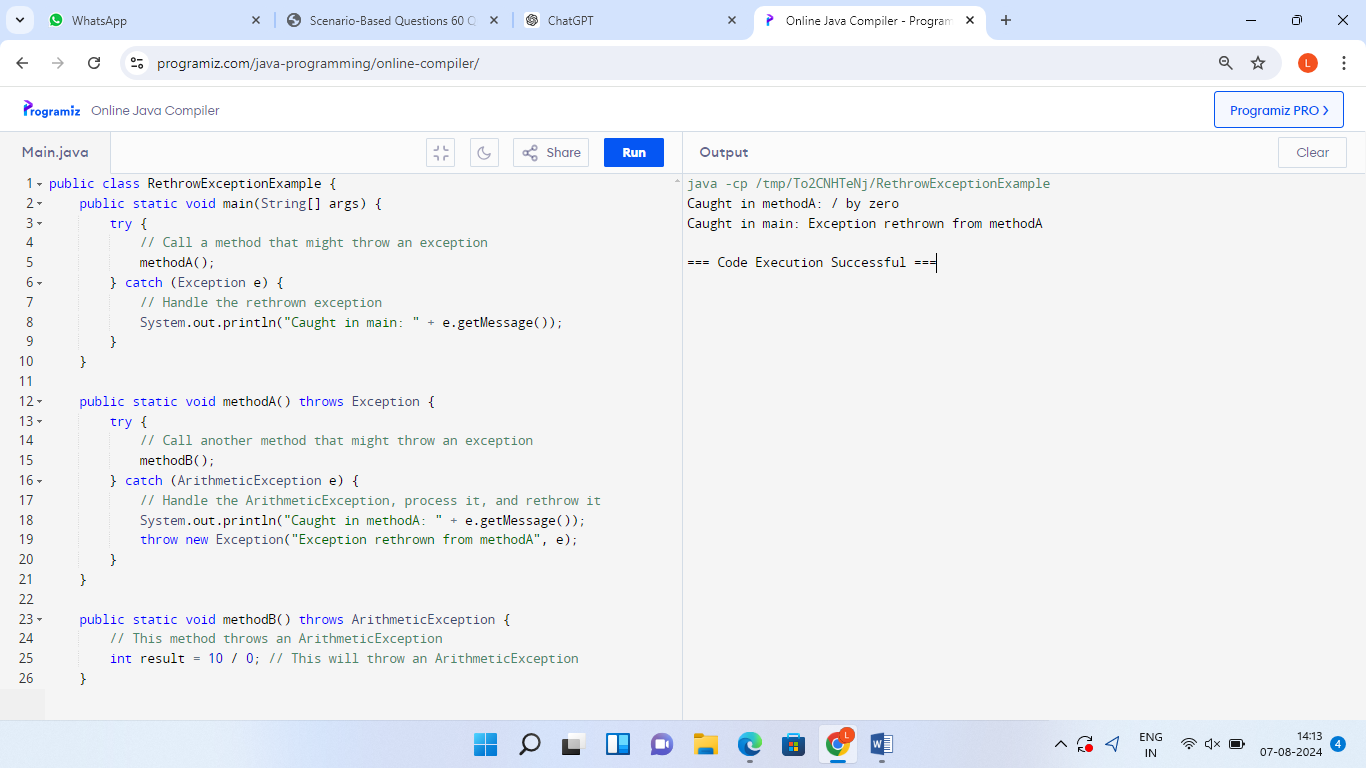 WhatsApp
Scenario-Based Questions 60 Q
ChatGPT
Online Java Compiler - Program
programiz.com/java-programming/online-compiler/
L
Programiz
Online Java Compiler
Programiz PRO >
Main.java
Share
Run
Output
Clear
1 public class RethrowExceptionExample {
2     public static void main(String[] args) {
3         try {
4             // Call a method that might throw an exception
5             methodA();
6         } catch (Exception e) {
7             // Handle the rethrown exception
8             System.out.println("Caught in main: " + e.getMessage());
9         }
10     }
11
12     public static void methodA() throws Exception {
13         try {
14             // Call another method that might throw an exception
15             methodB();
16         } catch (ArithmeticException e) {
17             // Handle the ArithmeticException, process it, and rethrow it
18             System.out.println("Caught in methodA: " + e.getMessage());
19             throw new Exception("Exception rethrown from methodA", e);
20         }
21     }
22
23     public static void methodB() throws ArithmeticException {
24         // This method throws an ArithmeticException
25         int result = 10 / 0; // This will throw an ArithmeticException
26     }
java -cp /tmp/To2CNHTeNj/RethrowExceptionExample
Caught in methodA: / by zero
Caught in main: Exception rethrown from methodA
=== Code Execution Successful ===
L
W
ENG
IN
14:13
07-08-2024
4